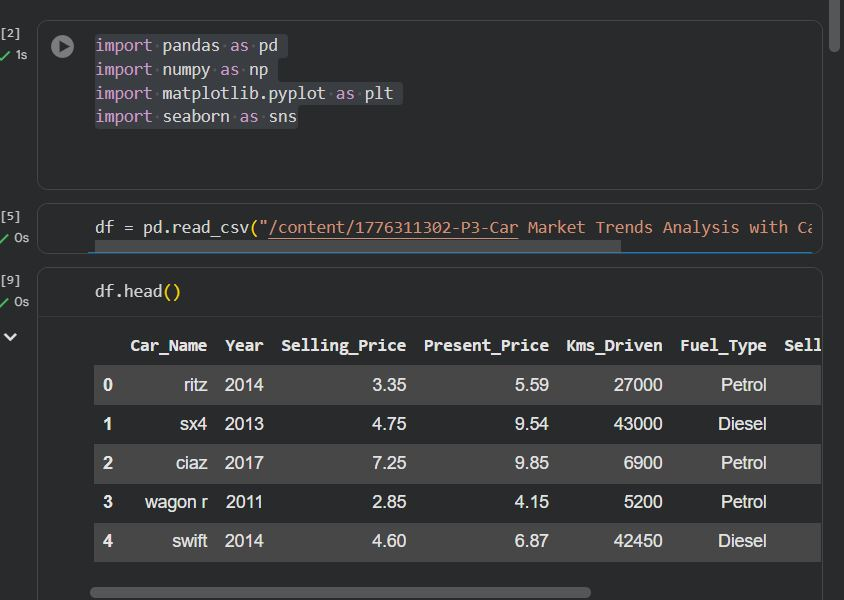 [2]
1s
import pandas as pd
import numpy as np
import matplotlib.pyplot as plt
import seaborn as sns
[5]
0s
df = pd.read_csv("/content/1776311302-P3-Car Market Trends Analysis with Ca
[9]
0s
df.head()
Car_Name Year Selling_Price Present_Price Kms_Driven Fuel_Type Sell
0 ritz 2014 3.35 5.59 27000 Petrol
1 sx4 2013 4.75 9.54 43000 Diesel
2 ciaz 2017 7.25 9.85 6900 Petrol
3 wagon r 2011 2.85 4.15 5200 Petrol
4 swift 2014 4.60 6.87 42450 Diesel